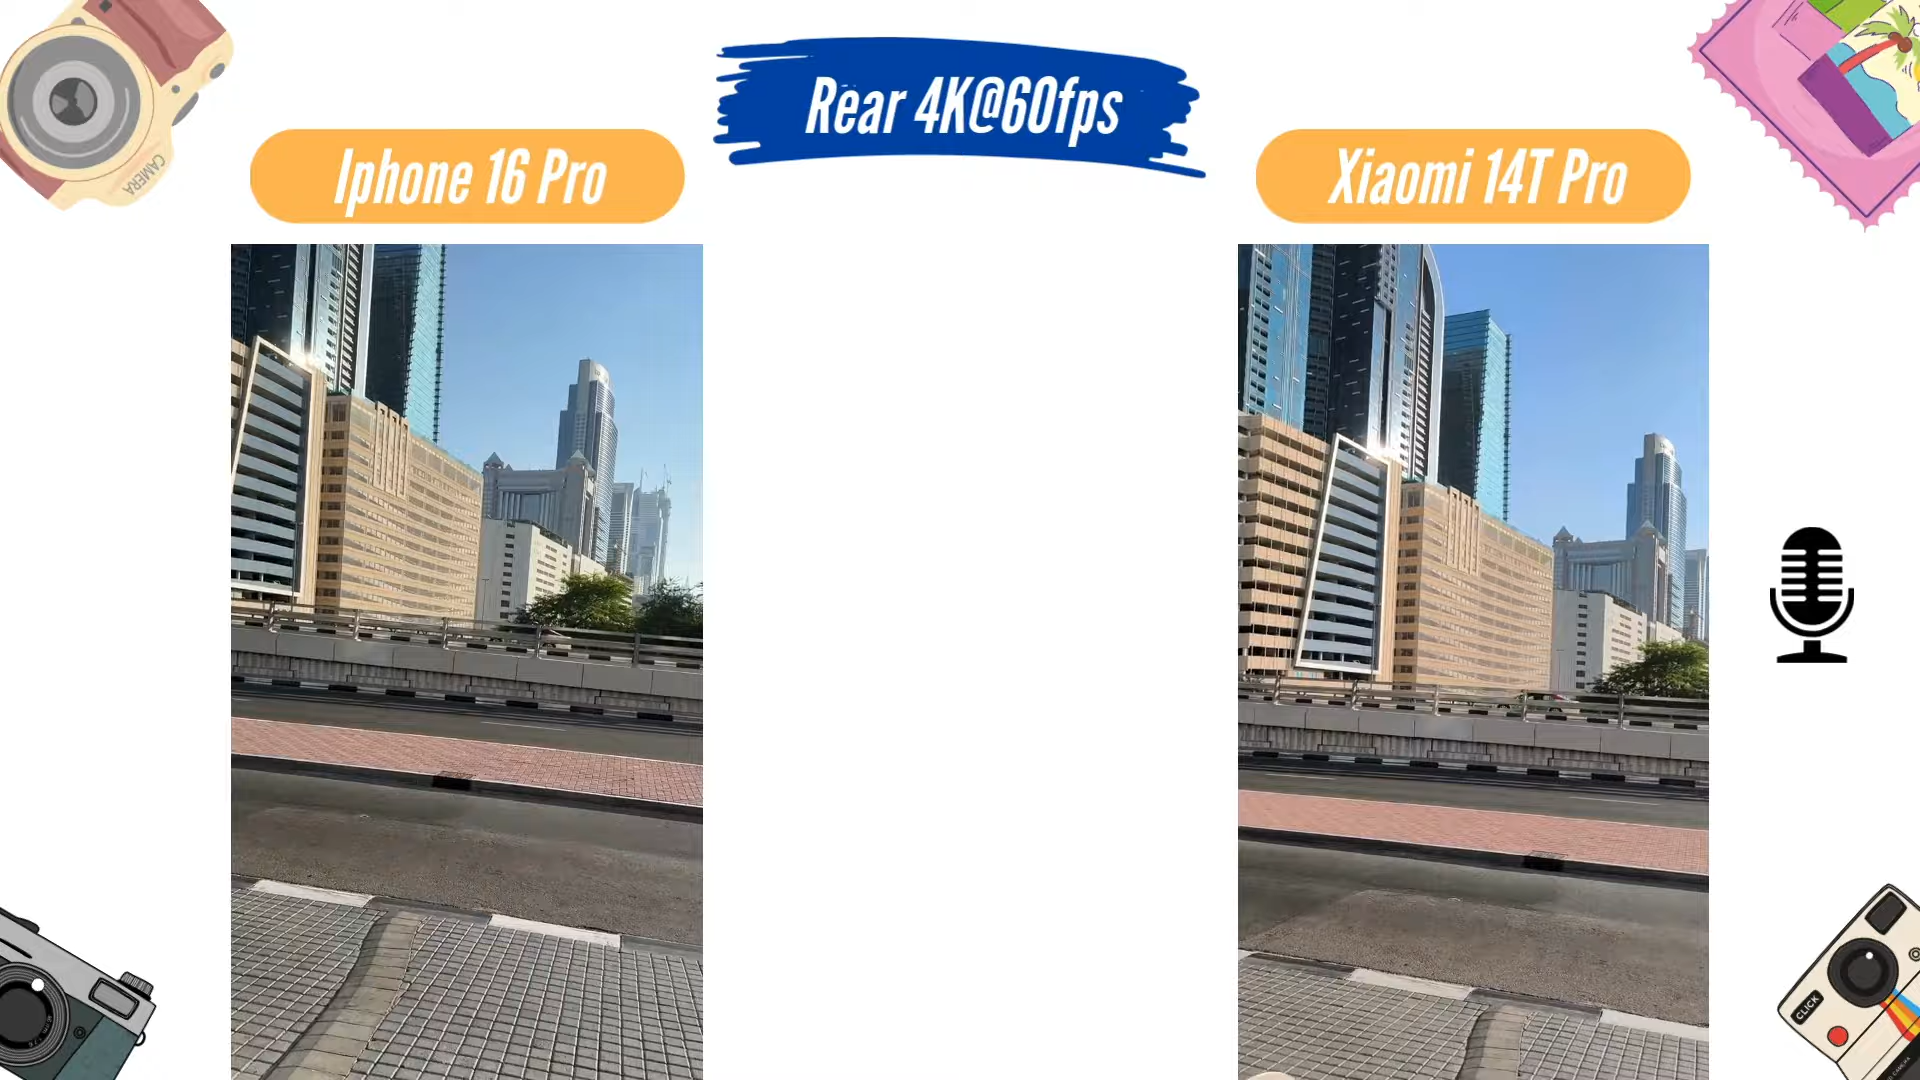 Rear 4K@60fps
Iphone 16 Pro
Xiaomi 14T Pro
CAMERA
CLICK